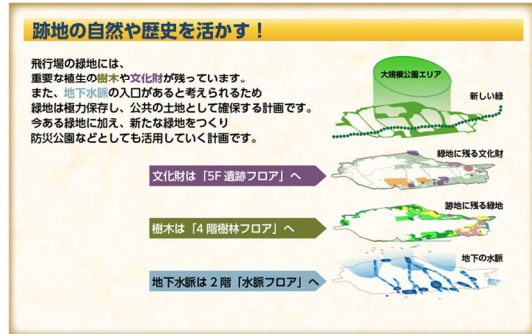 跡地の自然や歴史を活かす！
飛行場の緑地には、
重要な植生の樹木や文化財が残っています。
また、地下水脈の入口があると考えられるため
緑地は極力保存し、公共の土地として確保する計画です。
今ある緑地に加え、新たな緑地をつくり
防災公園などとしても活用していく計画です。
大規模公園エリア
新しい緑
緑地に残る文化財
文化財は「5F 遺跡フロア」へ
跡地に残る緑地
樹木は「4階樹林フロア」へ
地下の水脈
地下水脈は2階「水脈フロア」へ